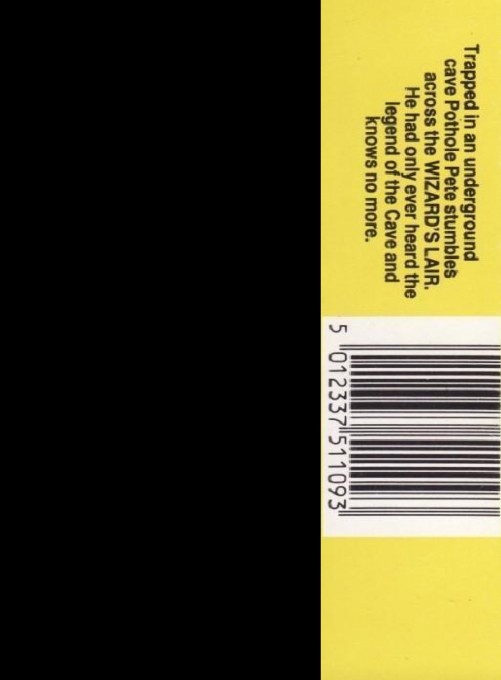 Trapped in an underground
cave Pothole Pete stumbles
across the WIZARD'S LAIR.
He had only ever heard the
legend of the Cave and
knows no more.
5 012337 511093